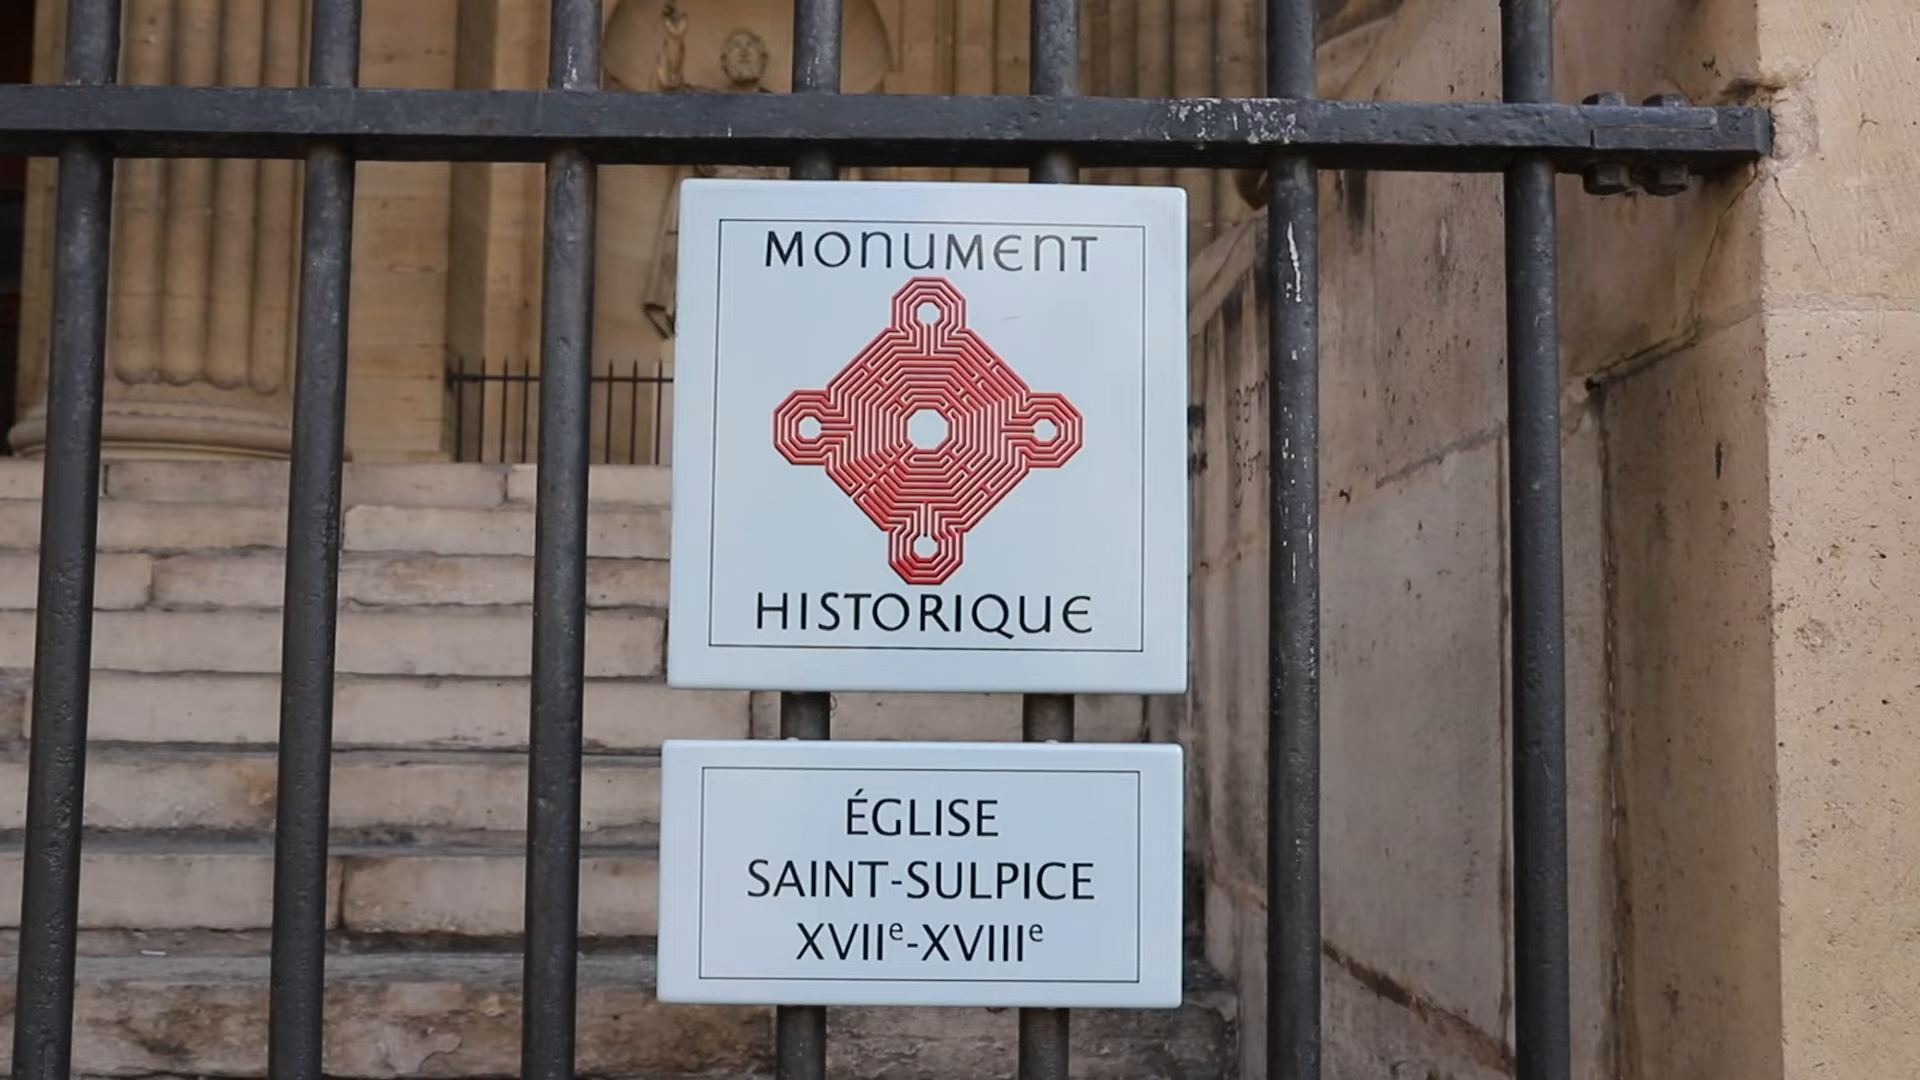 MONUMENT
HISTORIQUE
ÉGLISE
SAINT-SULPICE
XVIIᵉ-XVIIIᵉ